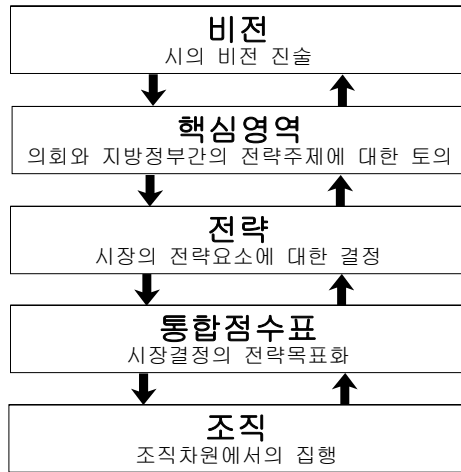 비전
시의 비전 진술
핵심영역
의회와 지방정부간의 전략주제에 대한 토의
전략
시장의 전략요소에 대한 결정
통합점수표
시장결정의 전략목표화
조직
조직차원에서의 집행